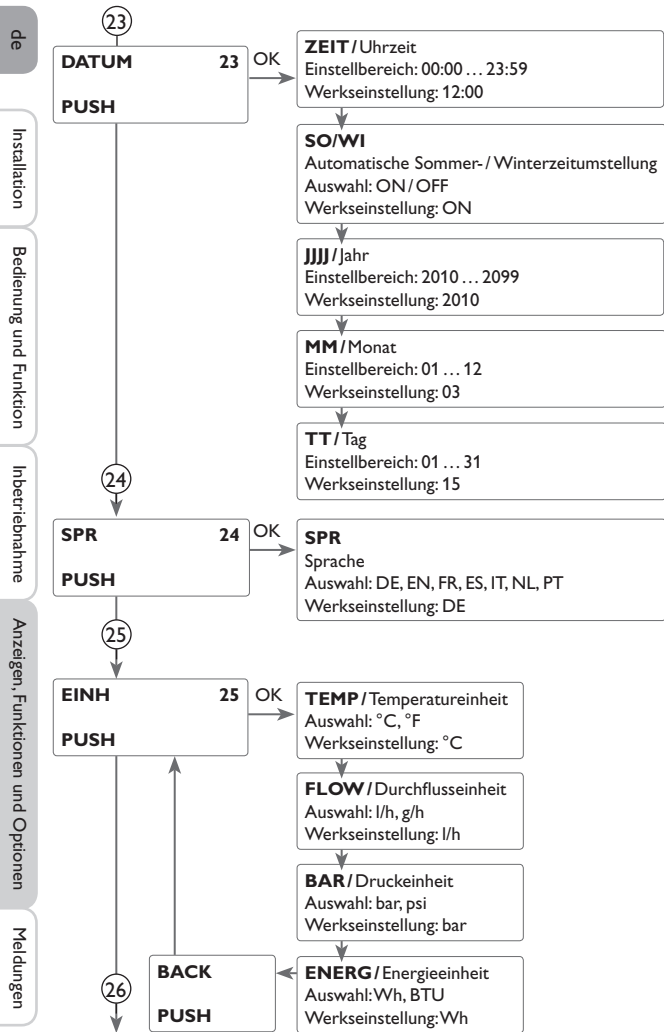 de
Installation
Bedienung und Funktion
Inbetriebnahme
Anzeigen, Funktionen und Optionen
Meldungen
23
DATUM 23
PUSH
OK
ZEIT / Uhrzeit
Einstellbereich: 00:00 … 23:59
Werkseinstellung: 12:00
SO/WI
Automatische Sommer- / Winterzeitumstellung
Auswahl: ON / OFF
Werkseinstellung: ON
JJJJ / Jahr
Einstellbereich: 2010 … 2099
Werkseinstellung: 2010
MM / Monat
Einstellbereich: 01 … 12
Werkseinstellung: 03
TT / Tag
Einstellbereich: 01 … 31
Werkseinstellung: 15
24
SPR 24
PUSH
OK
SPR
Sprache
Auswahl: DE, EN, FR, ES, IT, NL, PT
Werkseinstellung: DE
25
EINH 25
PUSH
OK
TEMP / Temperatureinheit
Auswahl: °C, °F
Werkseinstellung: °C
FLOW / Durchflusseinheit
Auswahl: l/h, g/h
Werkseinstellung: l/h
BAR / Druckeinheit
Auswahl: bar, psi
Werkseinstellung: bar
ENERG / Energieeinheit
Auswahl: Wh, BTU
Werkseinstellung: Wh
BACK
PUSH
26